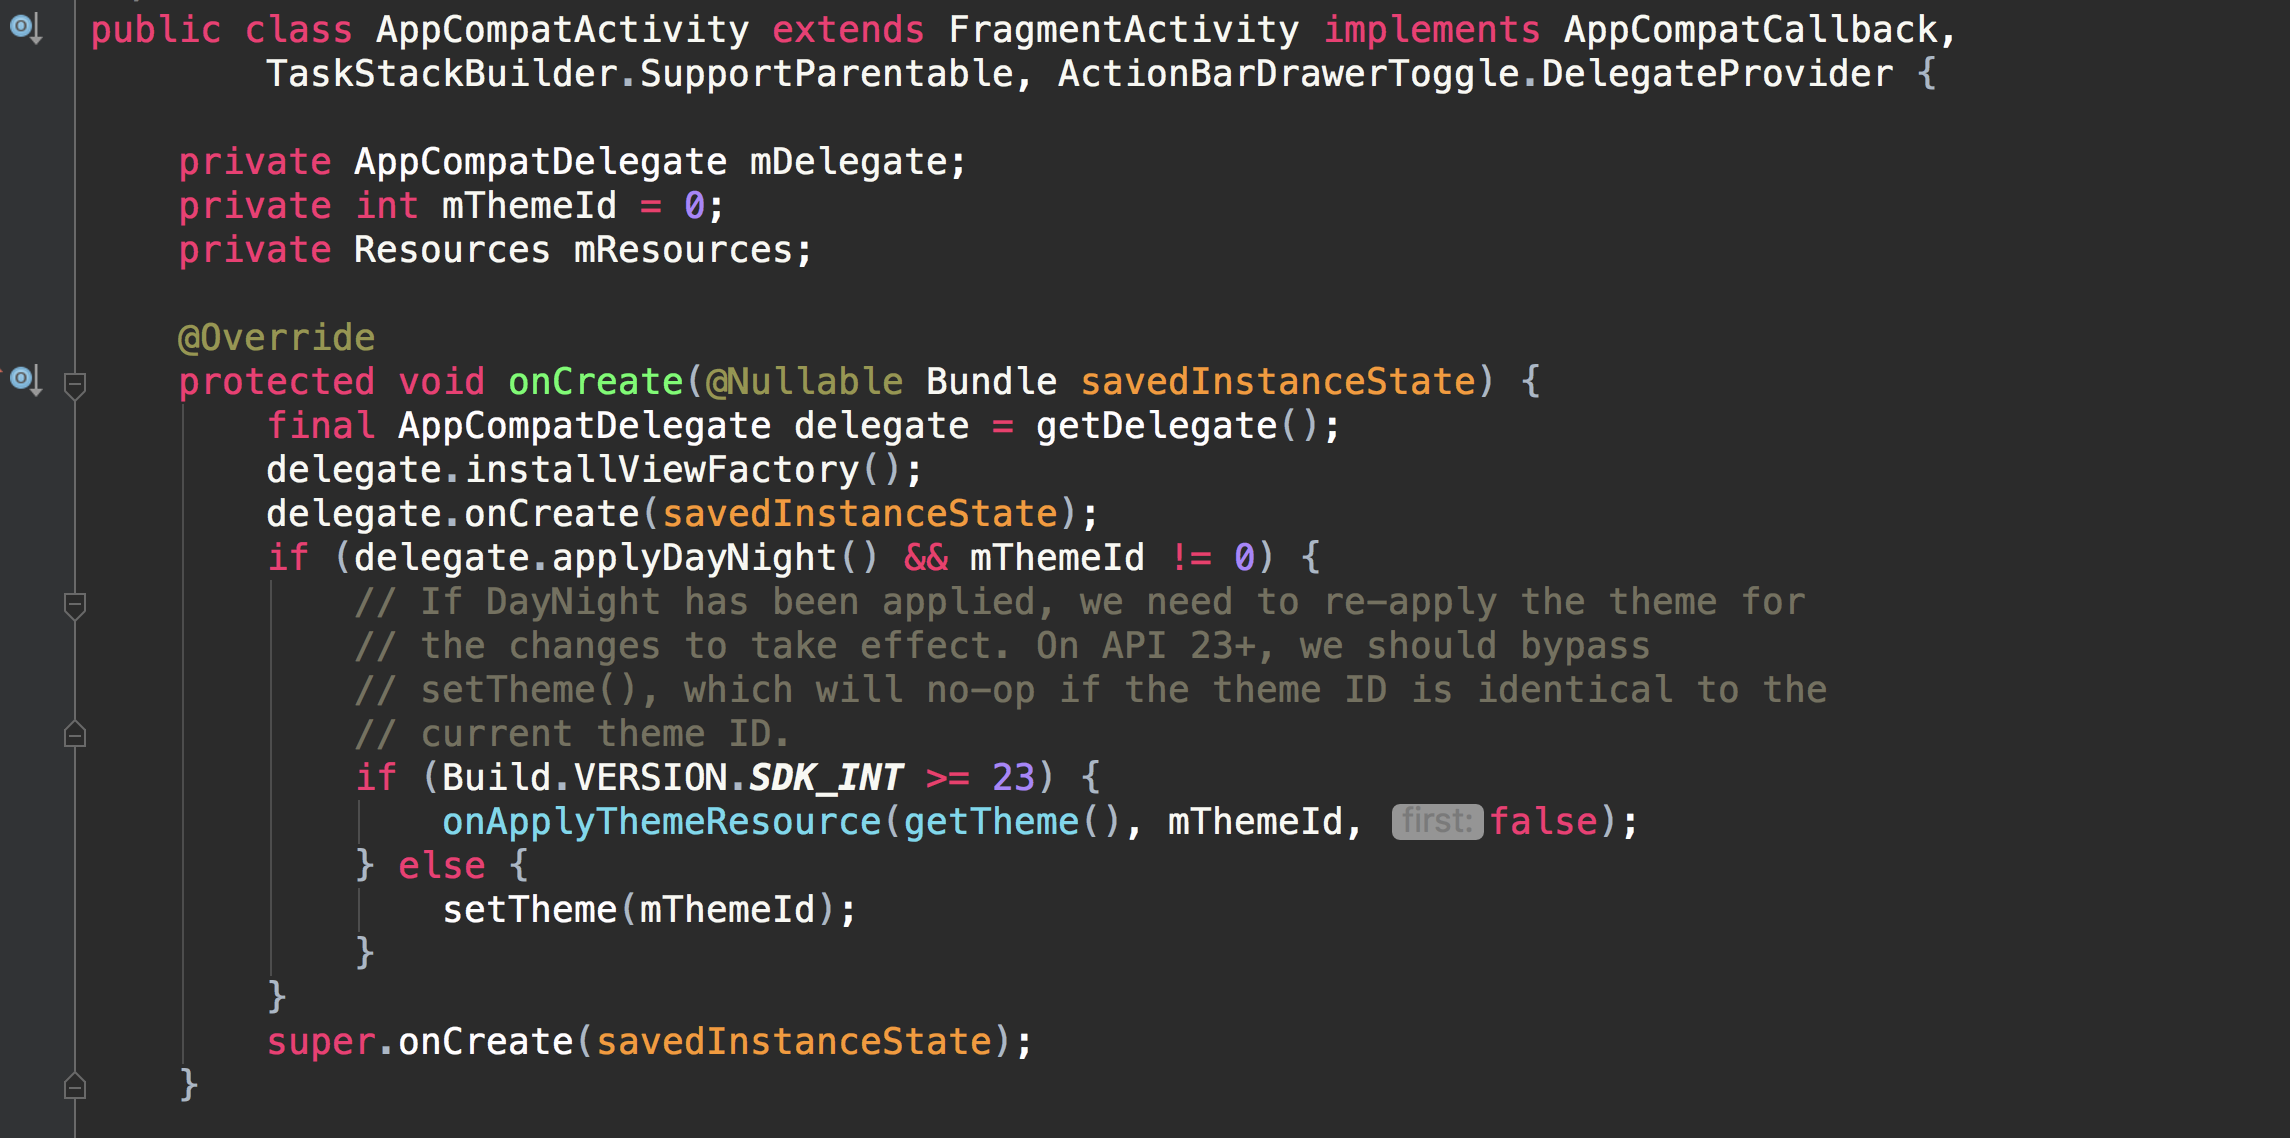 public class AppCompatActivity extends FragmentActivity implements AppCompatCallback,
        TaskStackBuilder.SupportParentable, ActionBarDrawerToggle.DelegateProvider {

    private AppCompatDelegate mDelegate;
    private int mThemeId = 0;
    private Resources mResources;

    @Override
    protected void onCreate(@Nullable Bundle savedInstanceState) {
        final AppCompatDelegate delegate = getDelegate();
        delegate.installViewFactory();
        delegate.onCreate(savedInstanceState);
        if (delegate.applyDayNight() && mThemeId != 0) {
            // If DayNight has been applied, we need to re-apply the theme for
            // the changes to take effect. On API 23+, we should bypass
            // setTheme(), which will no-op if the theme ID is identical to the
            // current theme ID.
            if (Build.VERSION.SDK_INT >= 23) {
                onApplyThemeResource(getTheme(), mThemeId, first: false);
            } else {
                setTheme(mThemeId);
            }
        }
        super.onCreate(savedInstanceState);
    }